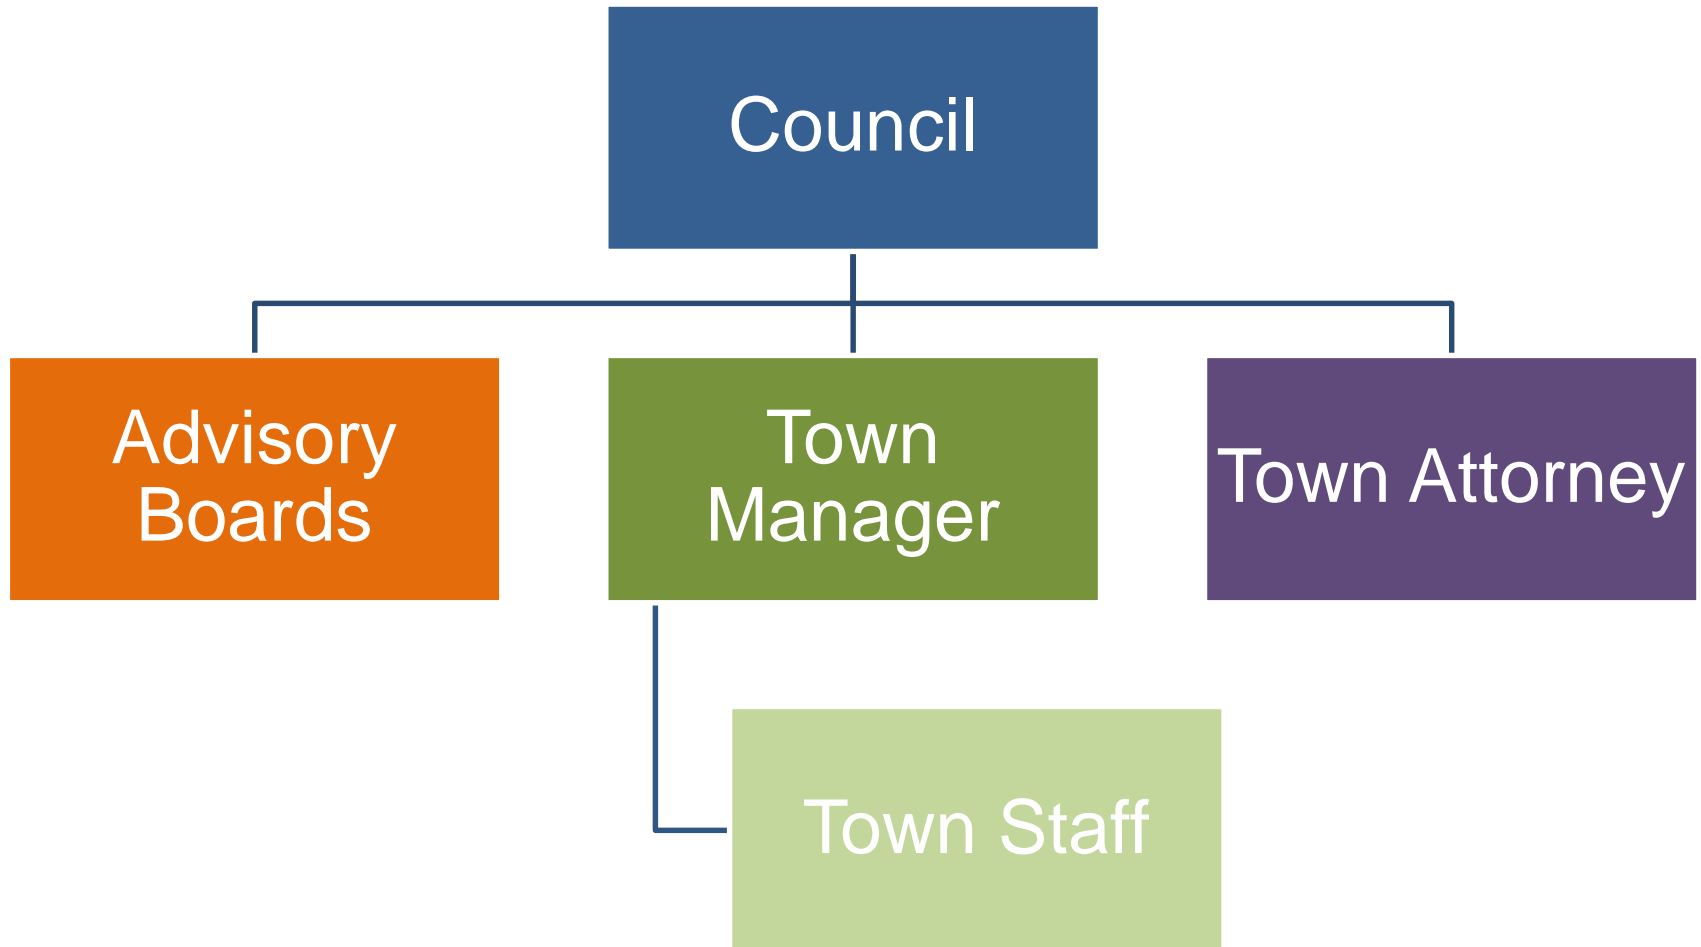 Council
Advisory
Boards
Town
Manager
Town Attorney
Town Staff